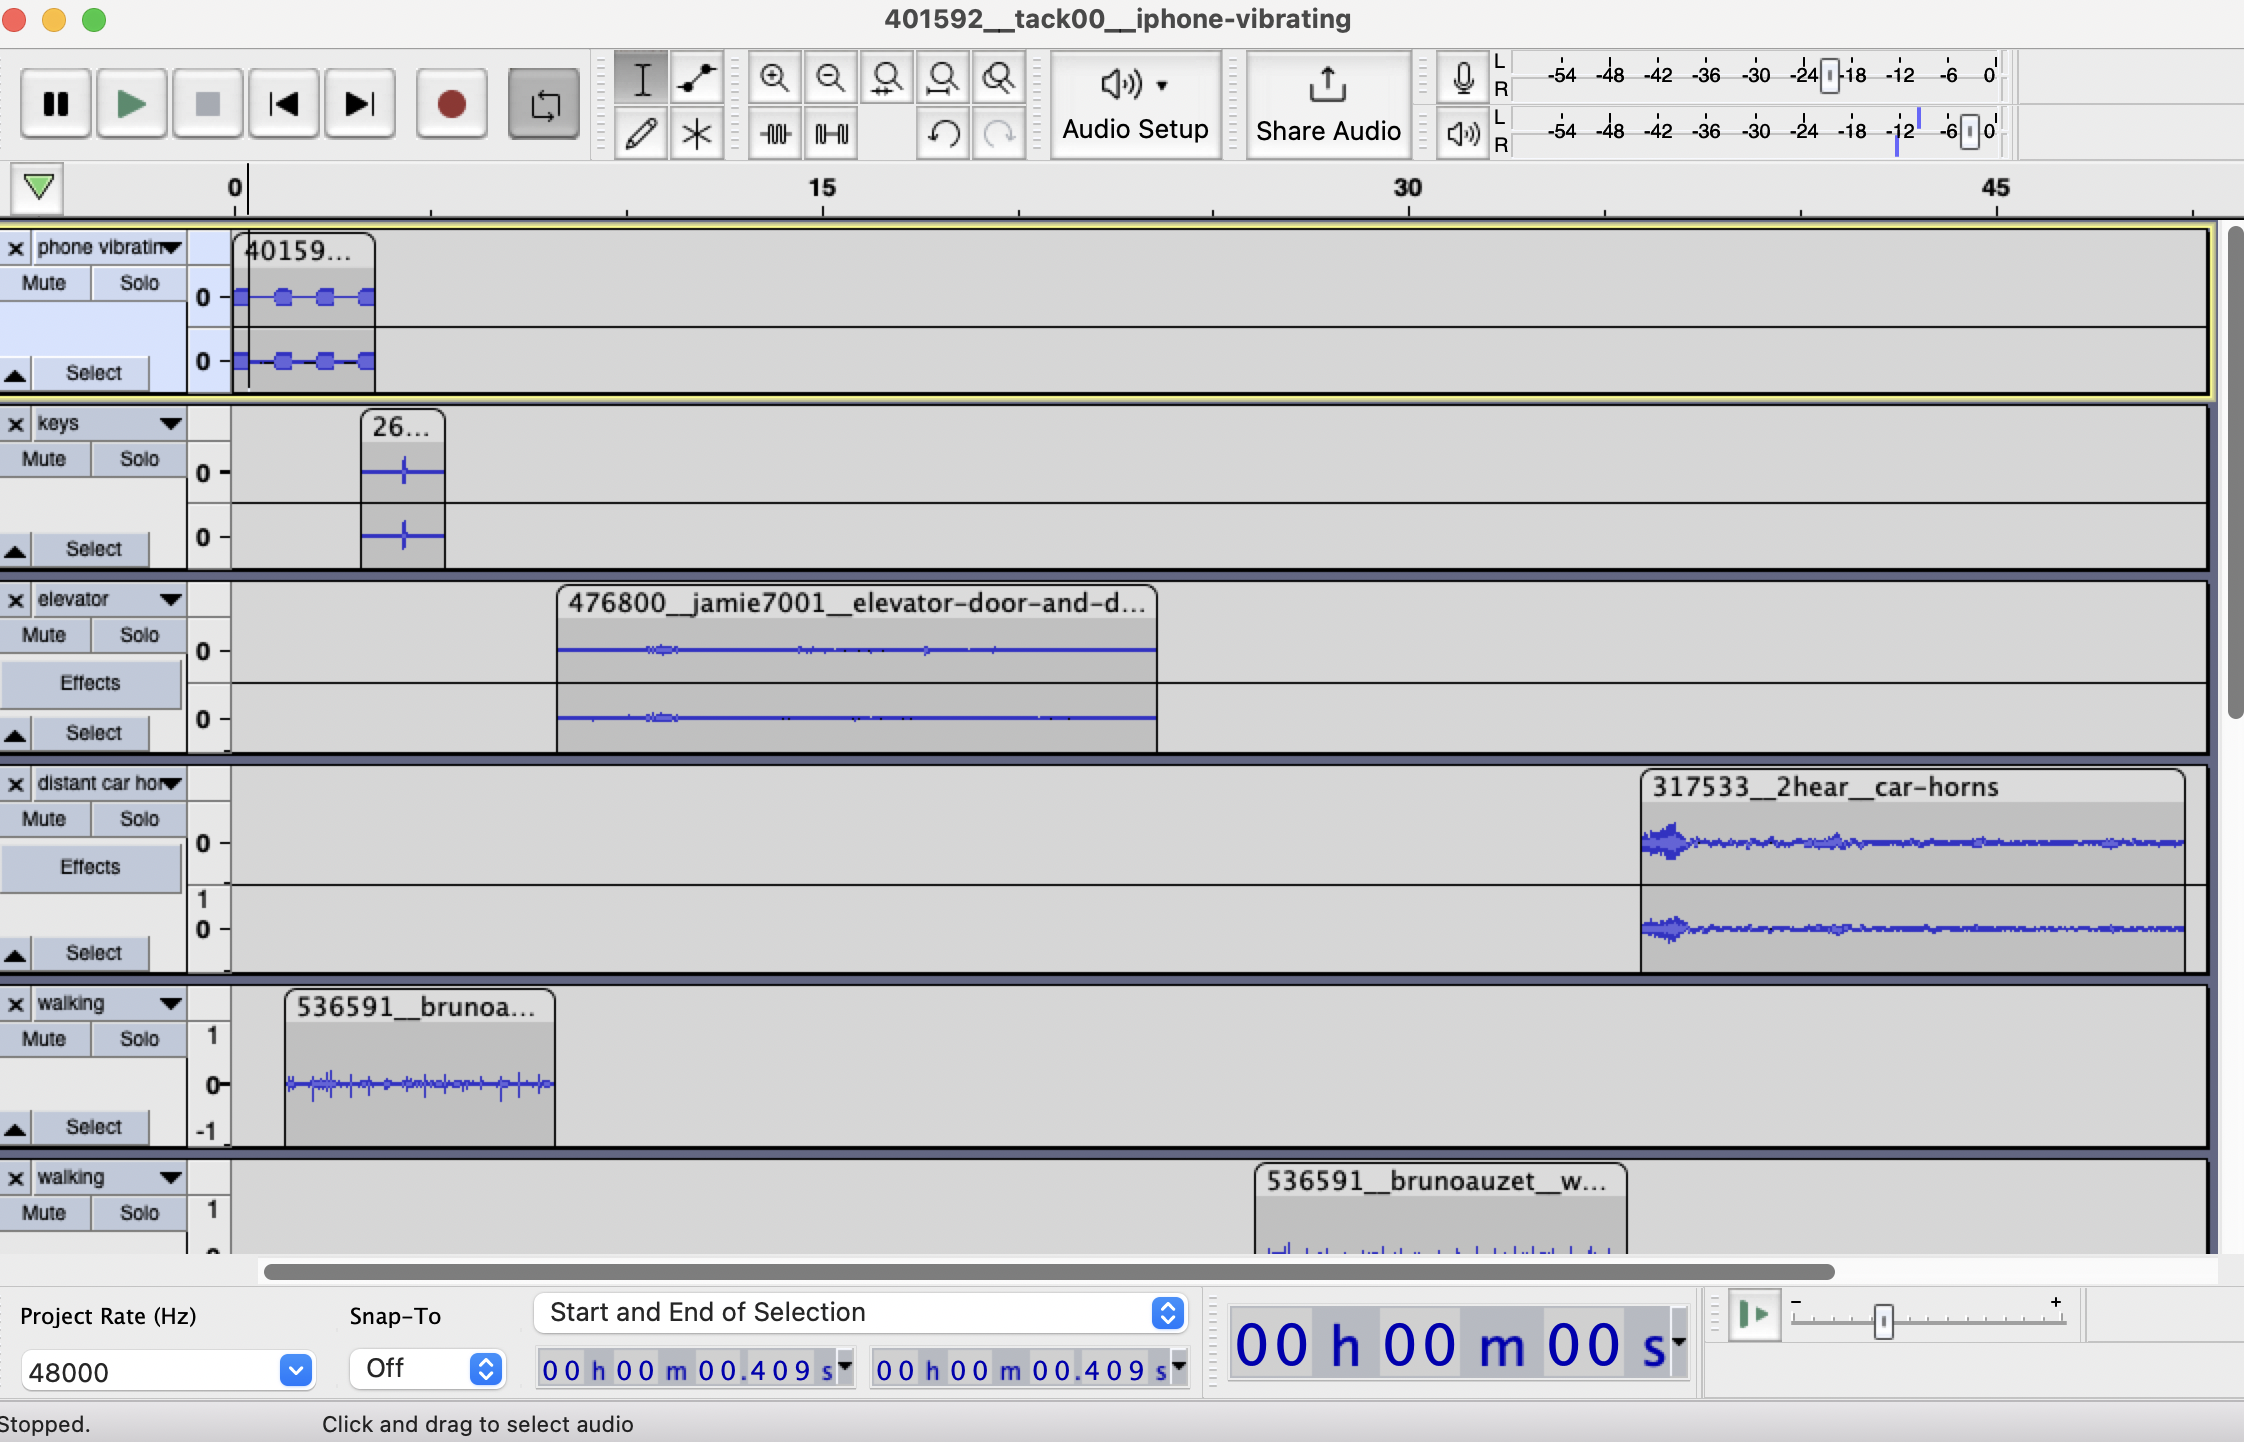 401592__tack00__iphone-vibrating
Audio Setup
Share Audio
L
R
-54 -48 -42 -36 -30 -24 -18 -12 -6 0
L
R
-54 -48 -42 -36 -30 -24 -18 -12 -6 0
0 15 30 45
phone vibratin
Mute Solo
Select
0
0
40159...
keys
Mute Solo
Select
0
0
26...
elevator
Mute Solo
Effects
Select
0
0
476800__jamie7001__elevator-door-and-d...
distant car hor
Mute Solo
Effects
Select
0
1
0
317533__2hear__car-horns
walking
Mute Solo
Select
1
0
-1
536591__brunoa...
walking
Mute Solo
1
536591__brunoauzet__w...
Project Rate (Hz)
48000
Snap-To
Off
Start and End of Selection
00 h 00 m 00.409 s
00 h 00 m 00.409 s
00 h 00 m 00 s
- +
Stopped.
Click and drag to select audio